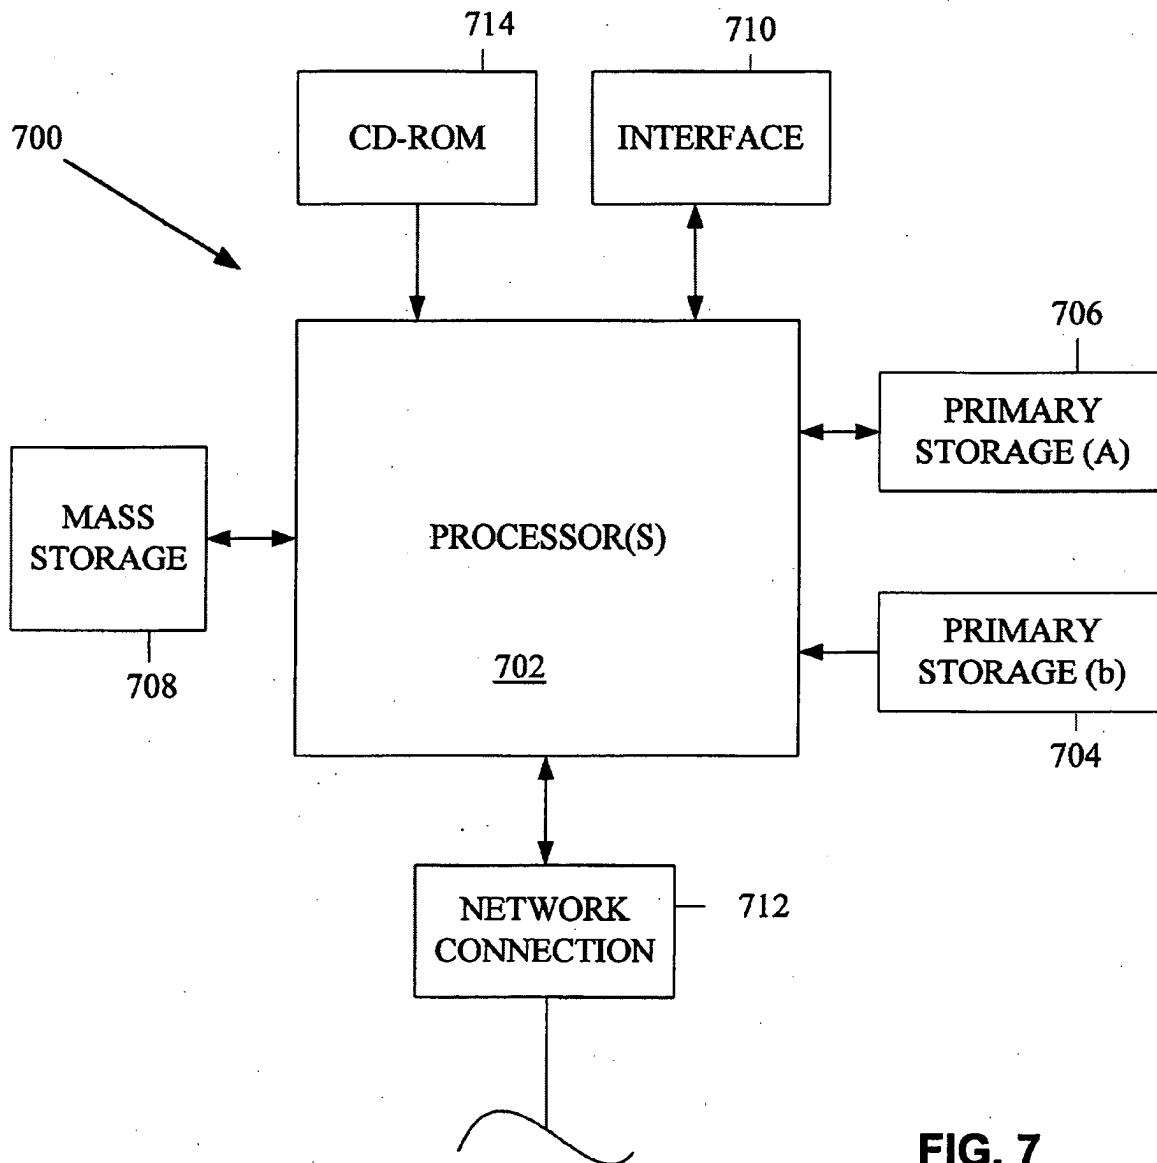 714
710
700
CD-ROM
INTERFACE
706
PRIMARY
STORAGE (A)
MASS
STORAGE
708
PROCESSOR(S)
702
PRIMARY
STORAGE (b)
704
NETWORK
CONNECTION
712
FIG. 7